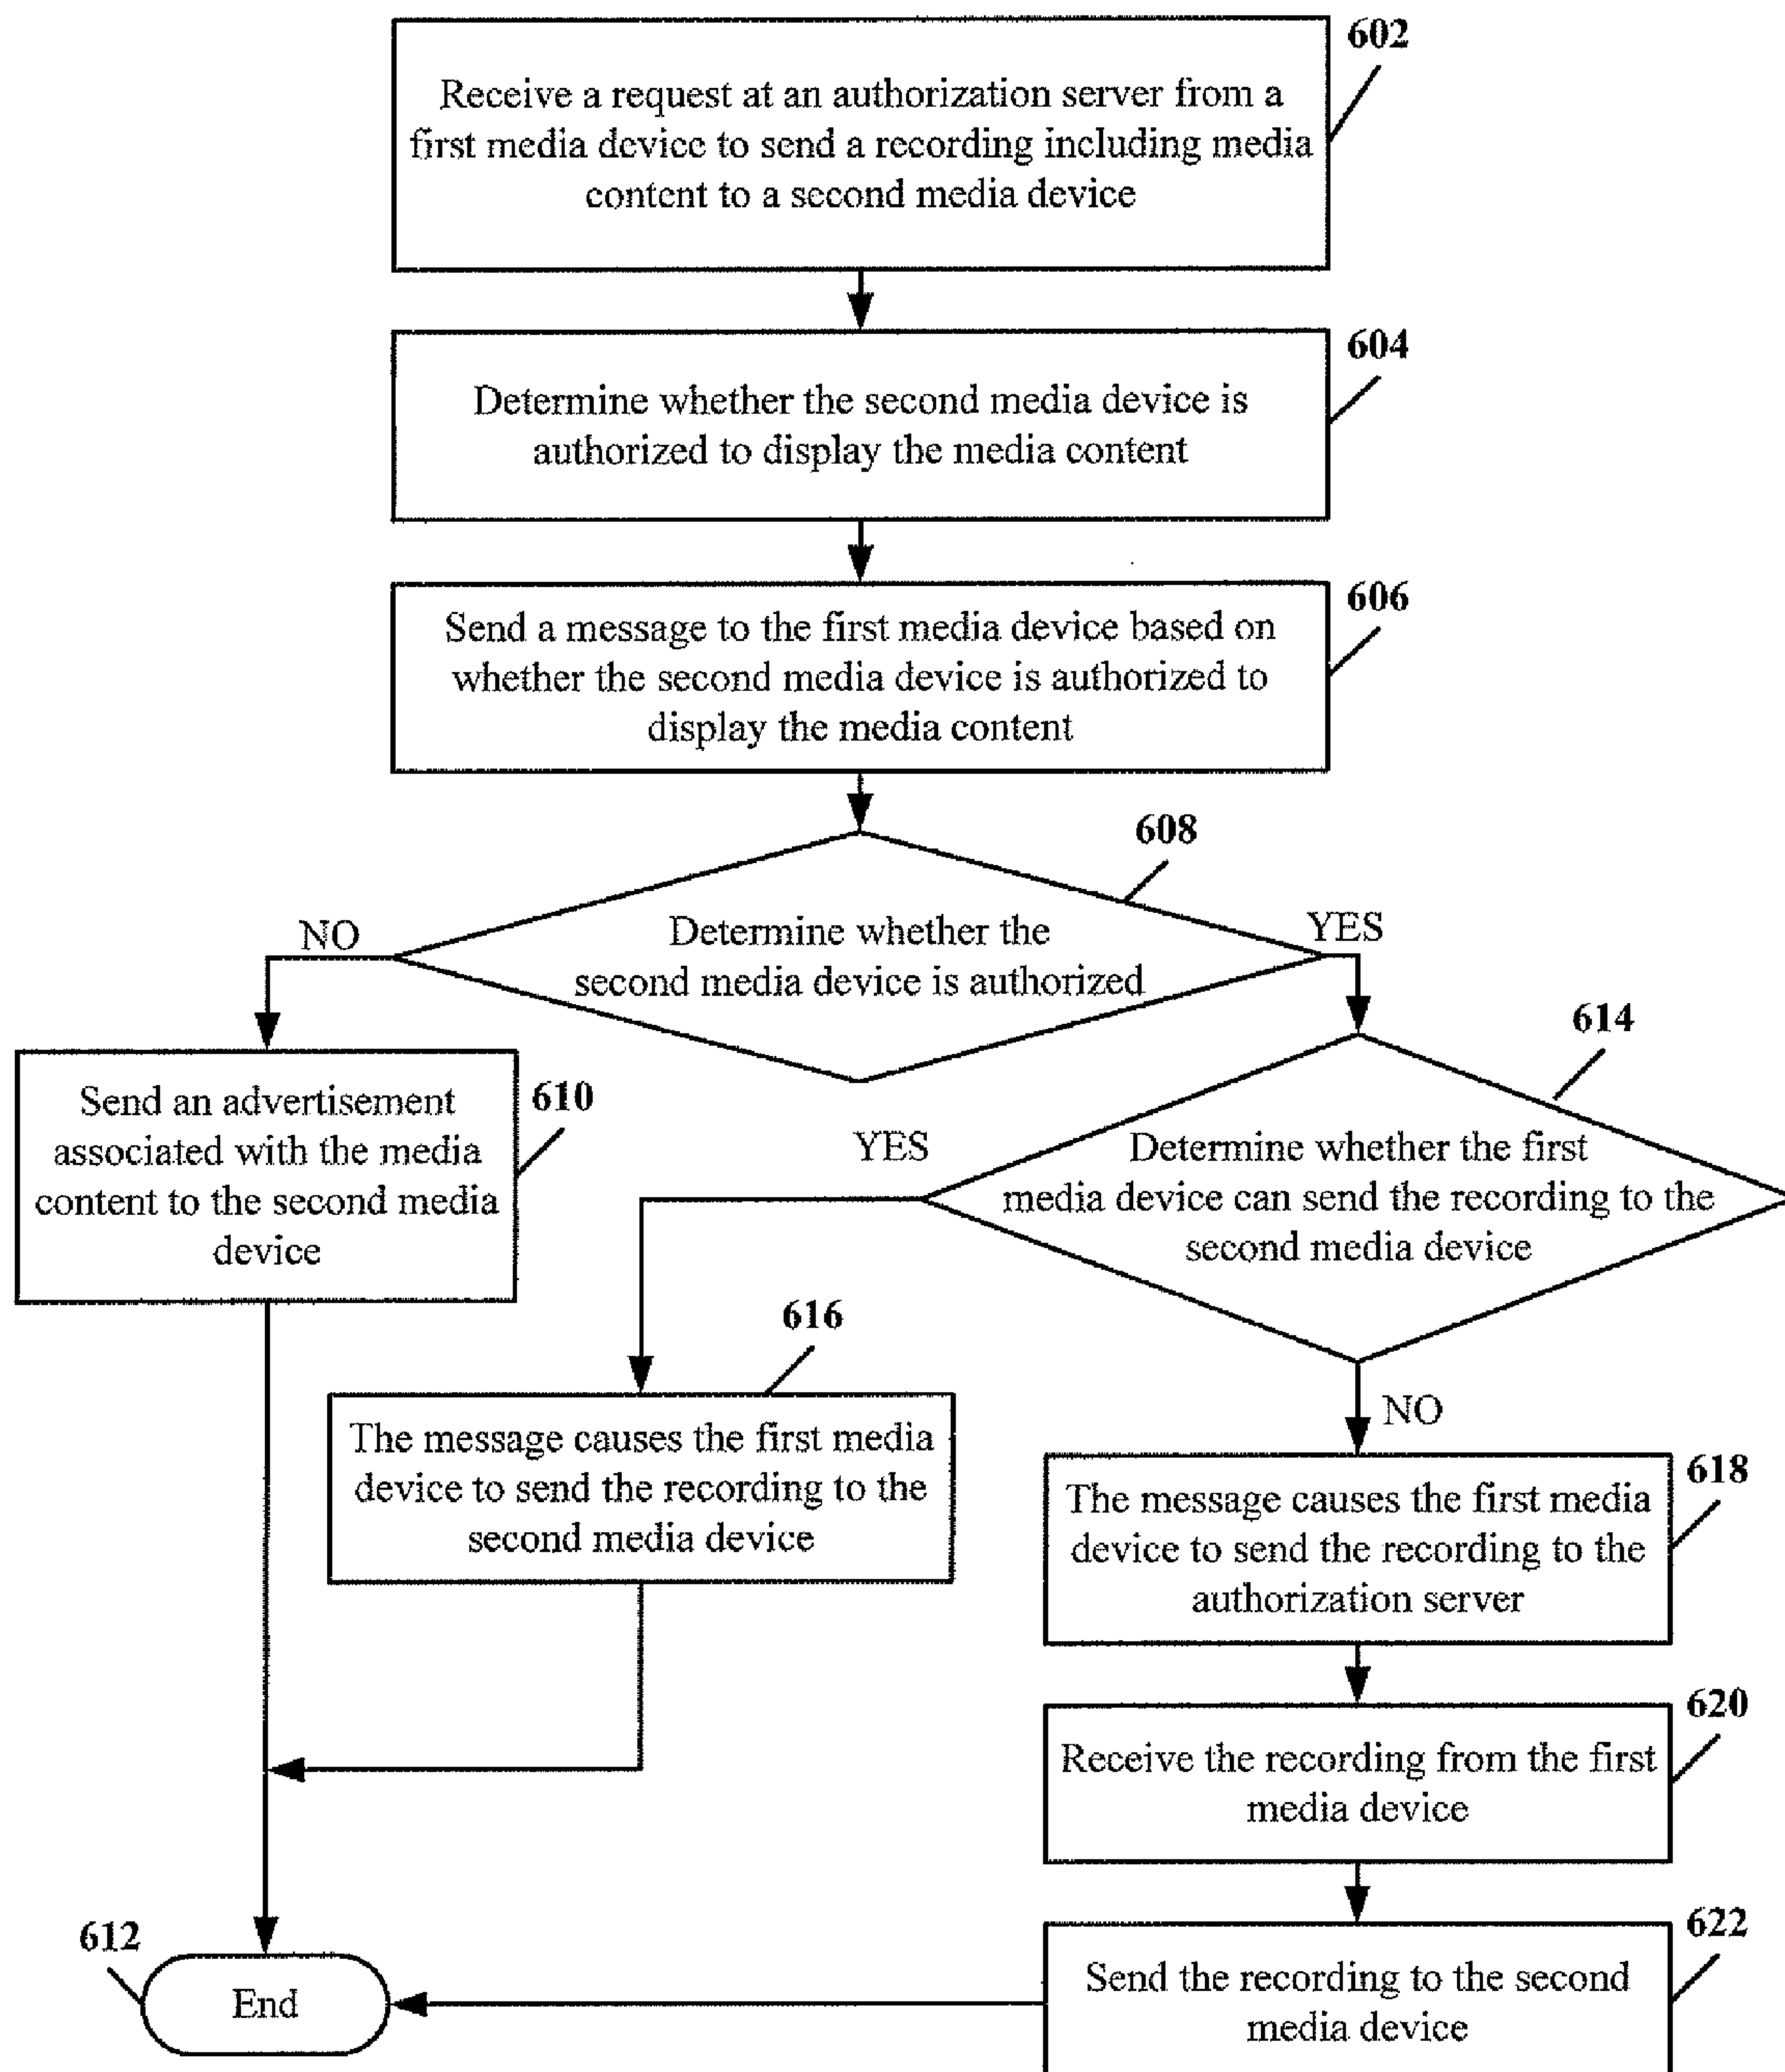 602
Receive a request at an authorization server from a
first media device to send a recording including media
content to a second media device
604
Determine whether the second media device is
authorized to display the media content
606
Send a message to the first media device based on
whether the second media device is authorized to
display the media content
608
NO
YES
Determine whether the
second media device is authorized
614
610
Send an advertisement
associated with the media
content to the second media
device
YES
Determine whether the first
media device can send the recording to the
second media device
616
The message causes the first media
device to send the recording to the
second media device
NO
618
The message causes the first media
device to send the recording to the
authorization server
620
Receive the recording from the first
media device
622
Send the recording to the second
media device
612
End